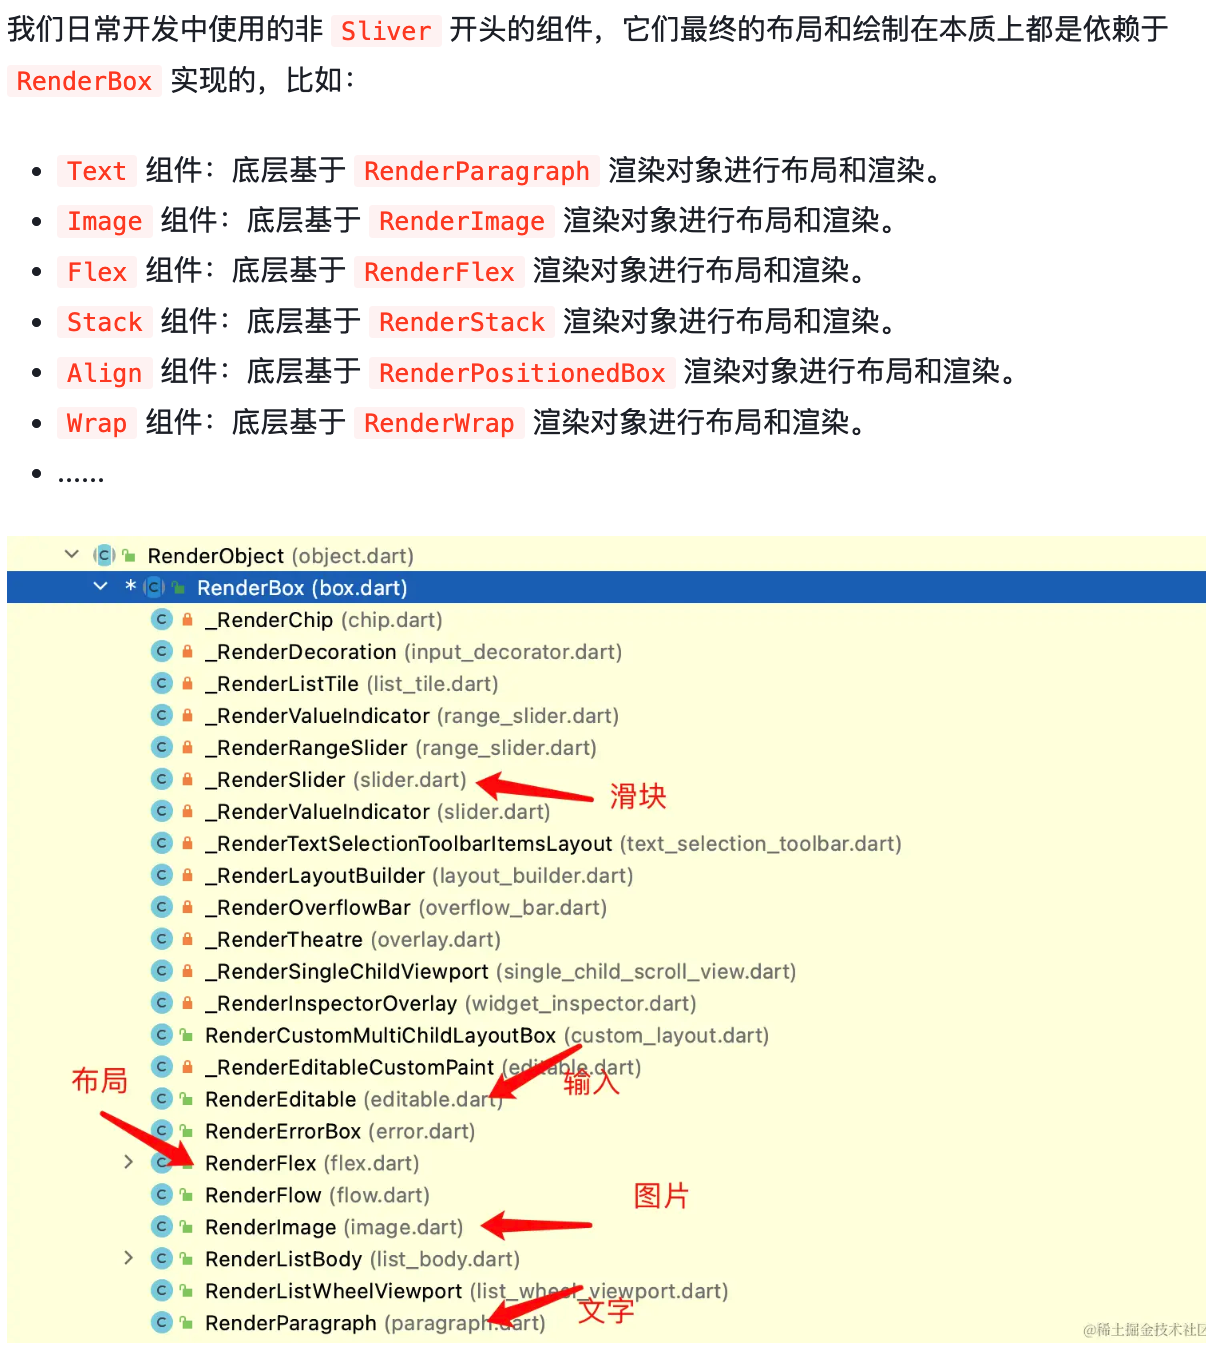 我们日常开发中使用的非 Sliver 开头的组件，它们最终的布局和绘制在本质上都是依赖于
RenderBox 实现的，比如：
• Text 组件：底层基于 RenderParagraph 渲染对象进行布局和渲染。
• Image 组件：底层基于 RenderImage 渲染对象进行布局和渲染。
• Flex 组件：底层基于 RenderFlex 渲染对象进行布局和渲染。
• Stack 组件：底层基于 RenderStack 渲染对象进行布局和渲染。
• Align 组件：底层基于 RenderPositionedBox 渲染对象进行布局和渲染。
• Wrap 组件：底层基于 RenderWrap 渲染对象进行布局和渲染。
• ......
RenderObject (object.dart)
* RenderBox (box.dart)
_RenderChip (chip.dart)
_RenderDecoration (input_decorator.dart)
_RenderListTile (list_tile.dart)
_RenderValueIndicator (range_slider.dart)
_RenderRangeSlider (range_slider.dart)
_RenderSlider (slider.dart) 滑块
_RenderValueIndicator (slider.dart)
_RenderTextSelectionToolbarItemsLayout (text_selection_toolbar.dart)
_RenderLayoutBuilder (layout_builder.dart)
_RenderOverflowBar (overflow_bar.dart)
_RenderTheatre (overlay.dart)
_RenderSingleChildViewport (single_child_scroll_view.dart)
_RenderInspectorOverlay (widget_inspector.dart)
RenderCustomMultiChildLayoutBox (custom_layout.dart)
_RenderEditableCustomPaint (editable.dart)
布局
输入
RenderEditable (editable.dart)
RenderErrorBox (error.dart)
RenderFlex (flex.dart)
RenderFlow (flow.dart)
图片
RenderImage (image.dart)
RenderListBody (list_body.dart)
RenderListWheelViewport (list_wheel_viewport.dart)
文字
RenderParagraph (paragraph.dart)
@稀土掘金技术社区